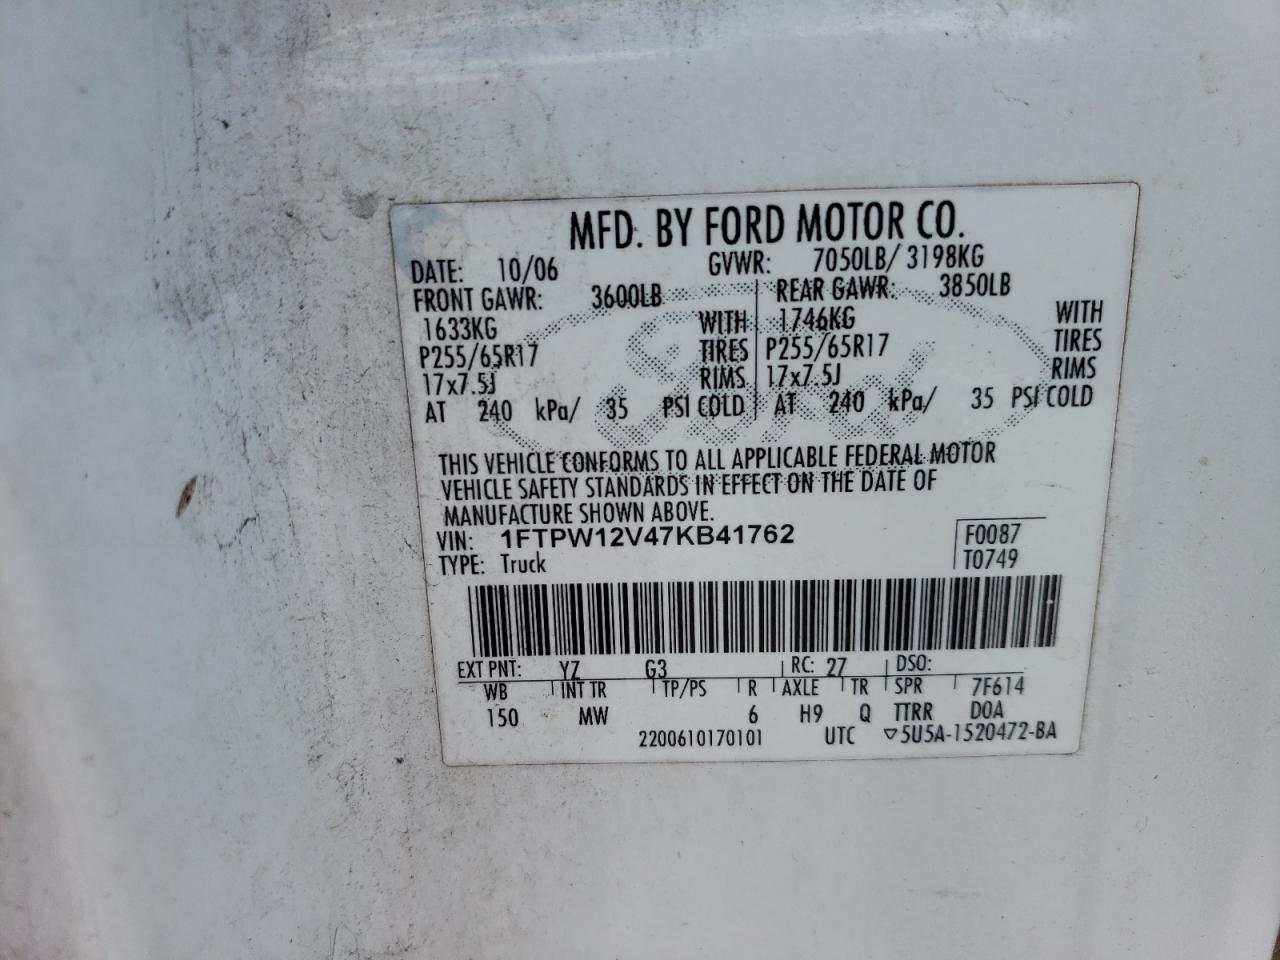 MFD. BY FORD MOTOR CO.
DATE: 10/06 GVWR: 7050LB/ 3198KG
FRONT GAWR: 3600LB REAR GAWR: 3850LB
1633KG WITH 1746KG WITH
P255/65R17 TIRES P255/65R17 TIRES
17x7.5J RIMS 17x7.5J RIMS
AT 240 kPa/ 35 PSI COLD AT 240 kPa/ 35 PSI COLD
THIS VEHICLE CONFORMS TO ALL APPLICABLE FEDERAL MOTOR
VEHICLE SAFETY STANDARDS IN EFFECT ON THE DATE OF
MANUFACTURE SHOWN ABOVE.
VIN: 1FTPW12V47KB41762 F0087
TYPE: Truck T0749
EXT PNT: YZ G3 RC: 27 DSO:
WB INT TR TP/PS R AXLE TR SPR 7F614
150 MW 6 H9 Q TTRR DOA
2200610170101 UTC ▽5U5A-1520472-BA
Ford